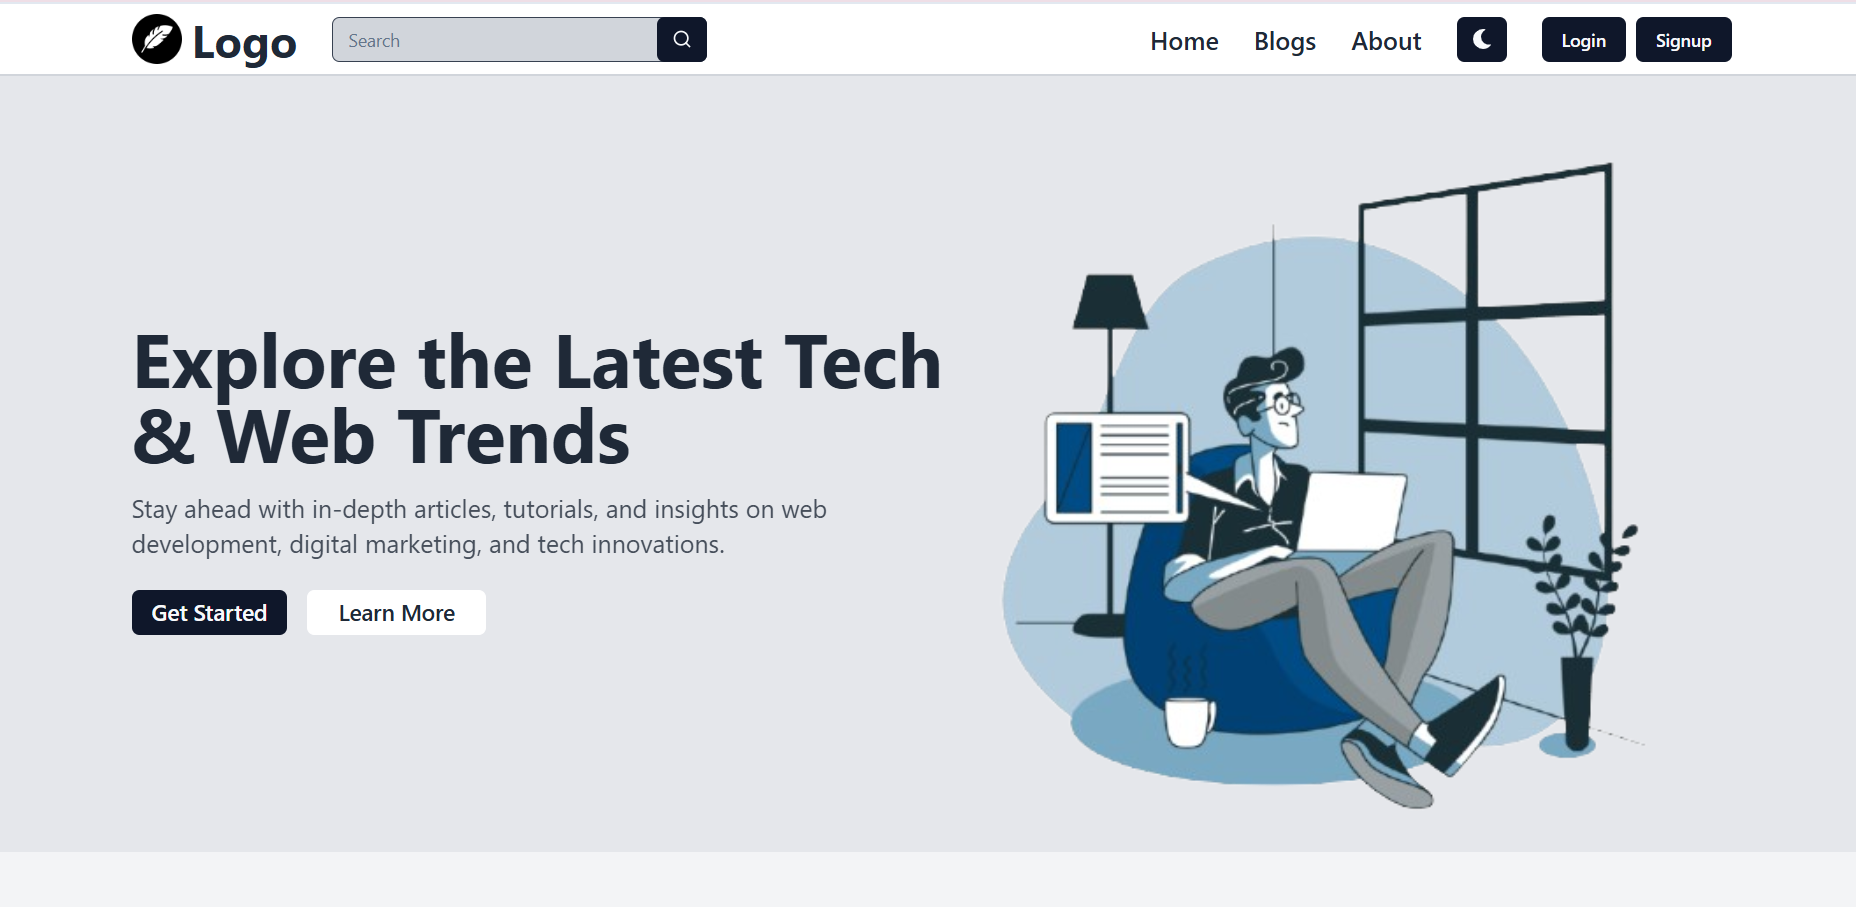 Logo
Search
Home
Blogs
About
Login
Signup
Explore the Latest Tech
& Web Trends
Stay ahead with in-depth articles, tutorials, and insights on web
development, digital marketing, and tech innovations.
Get Started
Learn More